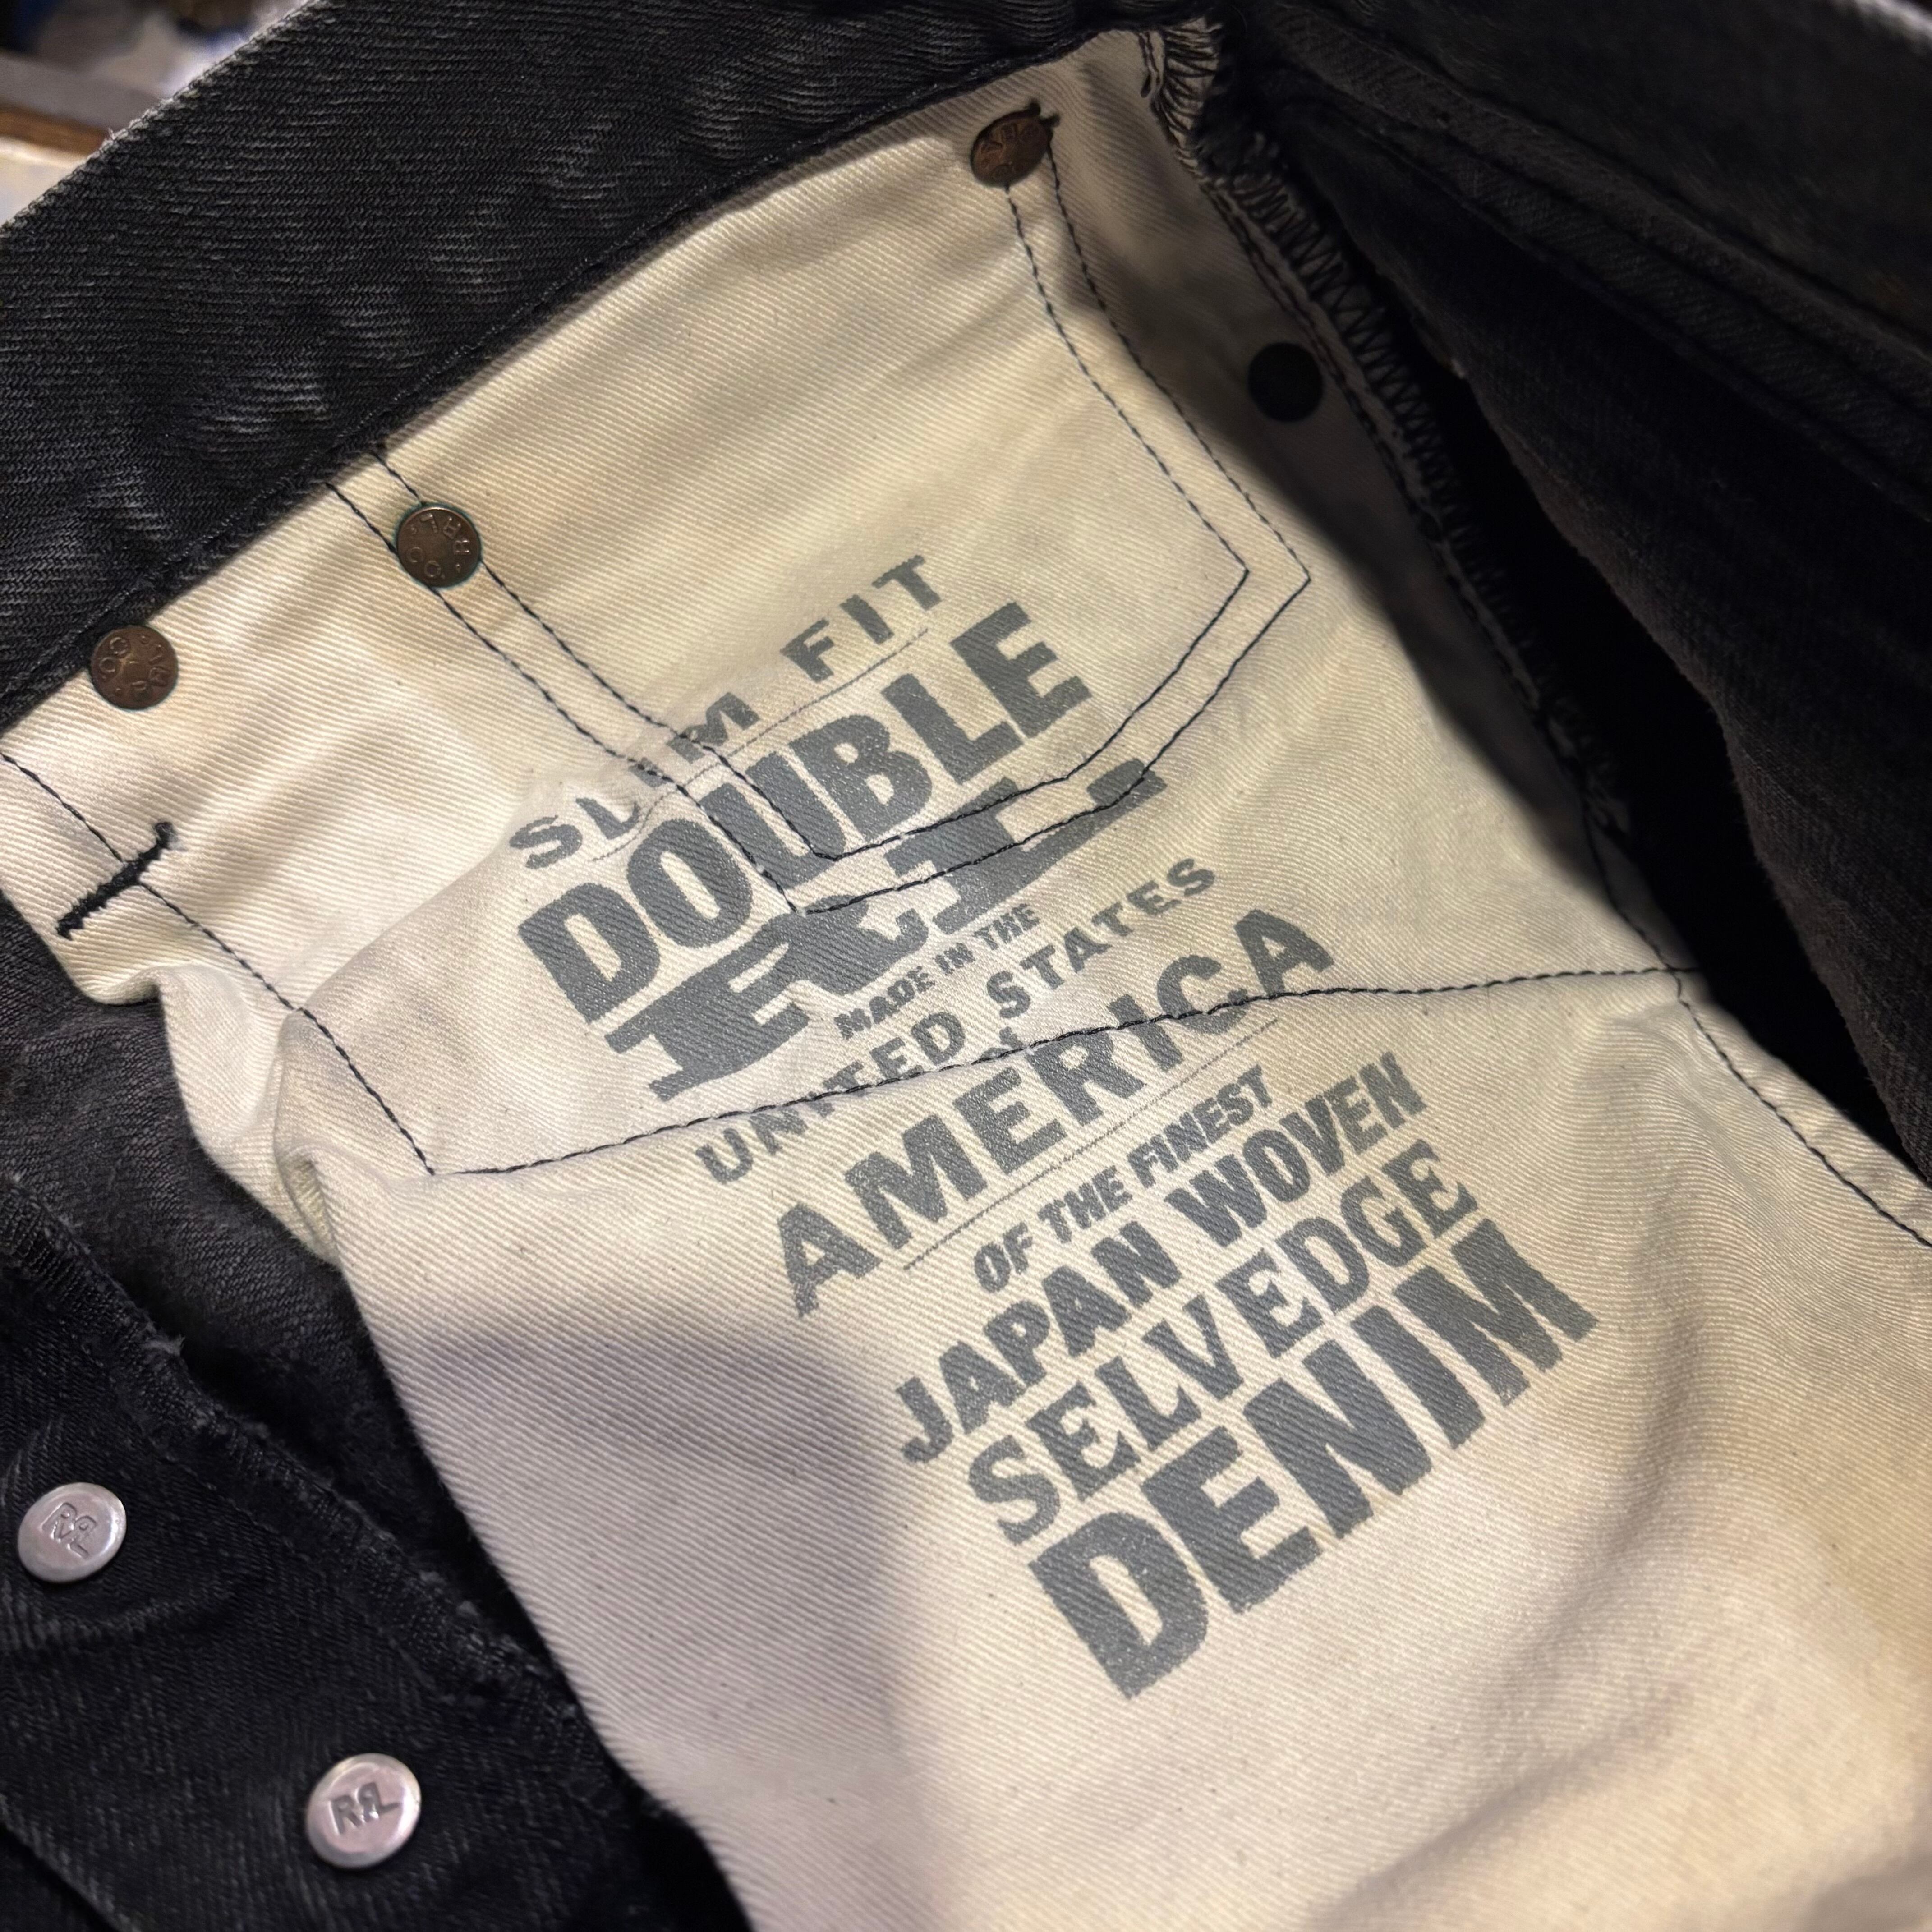 SLIM FIT
DOUBLE
RL
MADE IN THE
UNITED STATES
AMERICA
OF THE FINEST
JAPAN WOVEN
SELVEDGE
DENIM
RRL
RRL